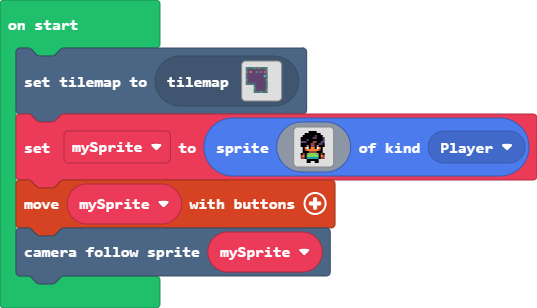 on start
set tilemap to tilemap
set mySprite to sprite of kind Player
move mySprite with buttons
camera follow sprite mySprite